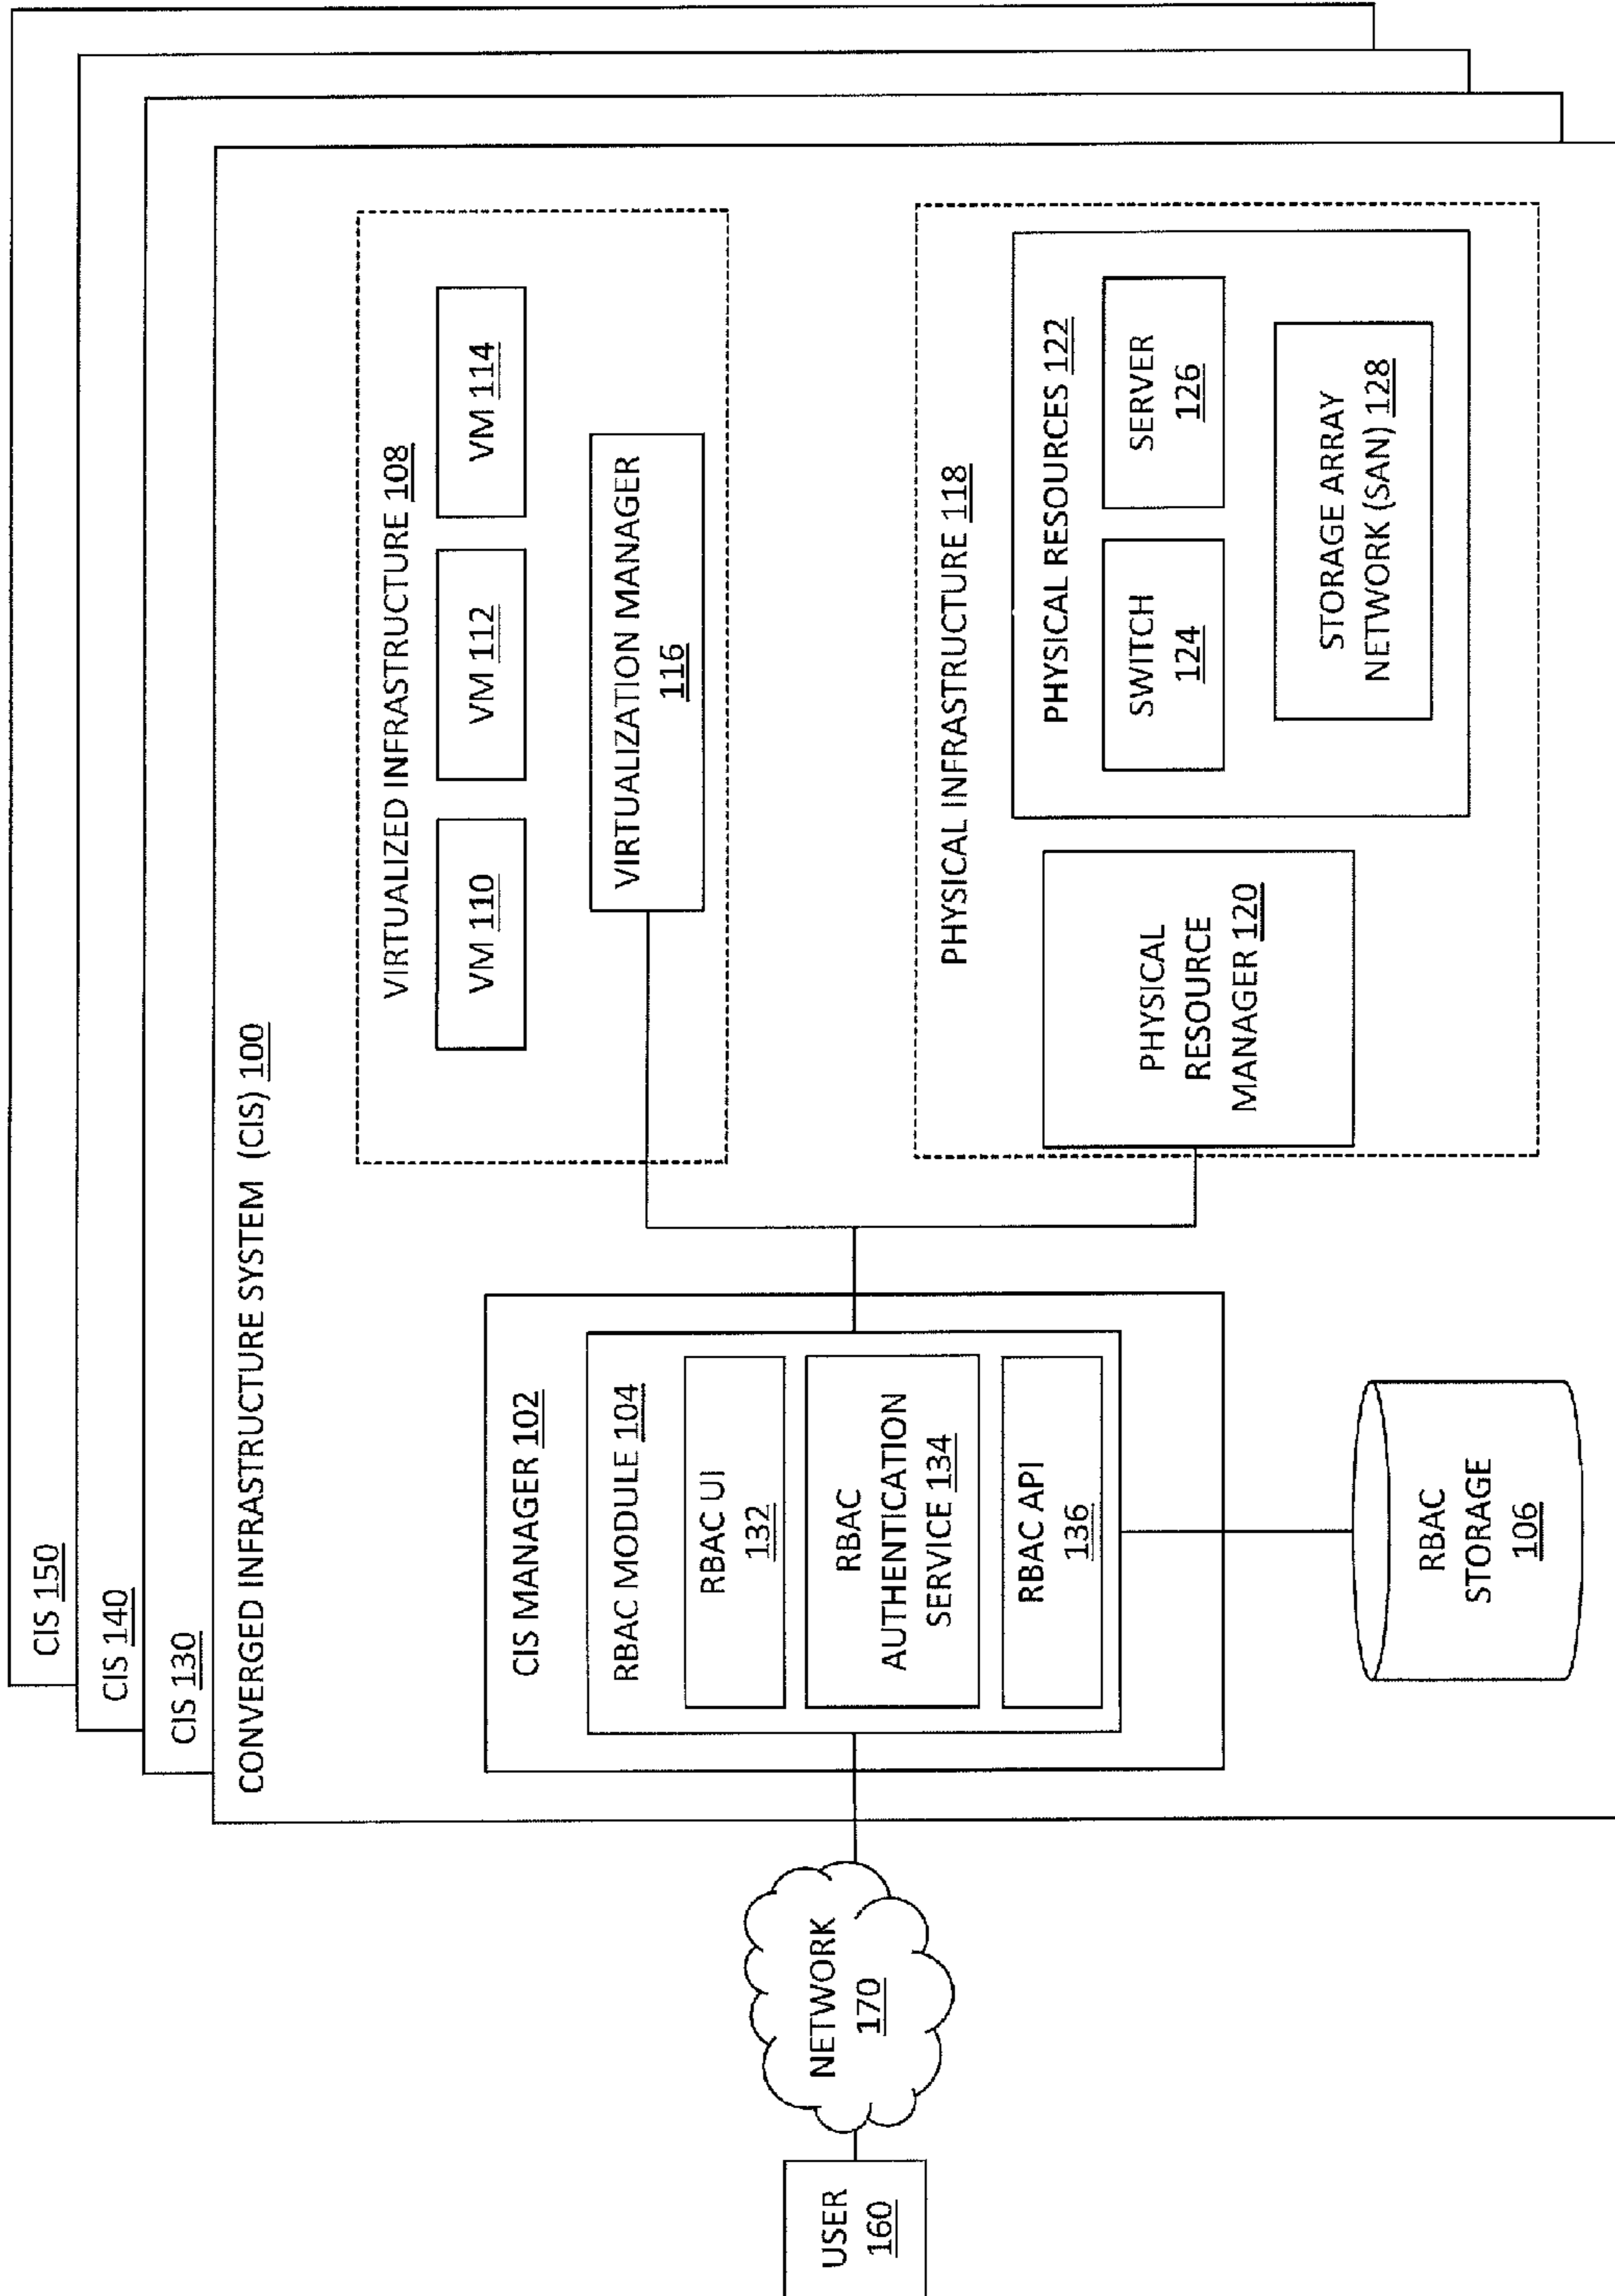 CIS 150
CIS 140
CIS 130
CONVERGED INFRASTRUCTURE SYSTEM (CIS) 100
USER
160
NETWORK
170
CIS MANAGER 102
RBAC MODULE 104
RBAC UI
132
RBAC
AUTHENTICATION
SERVICE 134
RBAC API
136
RBAC
STORAGE
106
VIRTUALIZED INFRASTRUCTURE 108
VM 110
VM 112
VM 114
VIRTUALIZATION MANAGER
116
PHYSICAL INFRASTRUCTURE 118
PHYSICAL
RESOURCE
MANAGER 120
PHYSICAL RESOURCES 122
SWITCH
124
SERVER
126
STORAGE ARRAY
NETWORK (SAN) 128